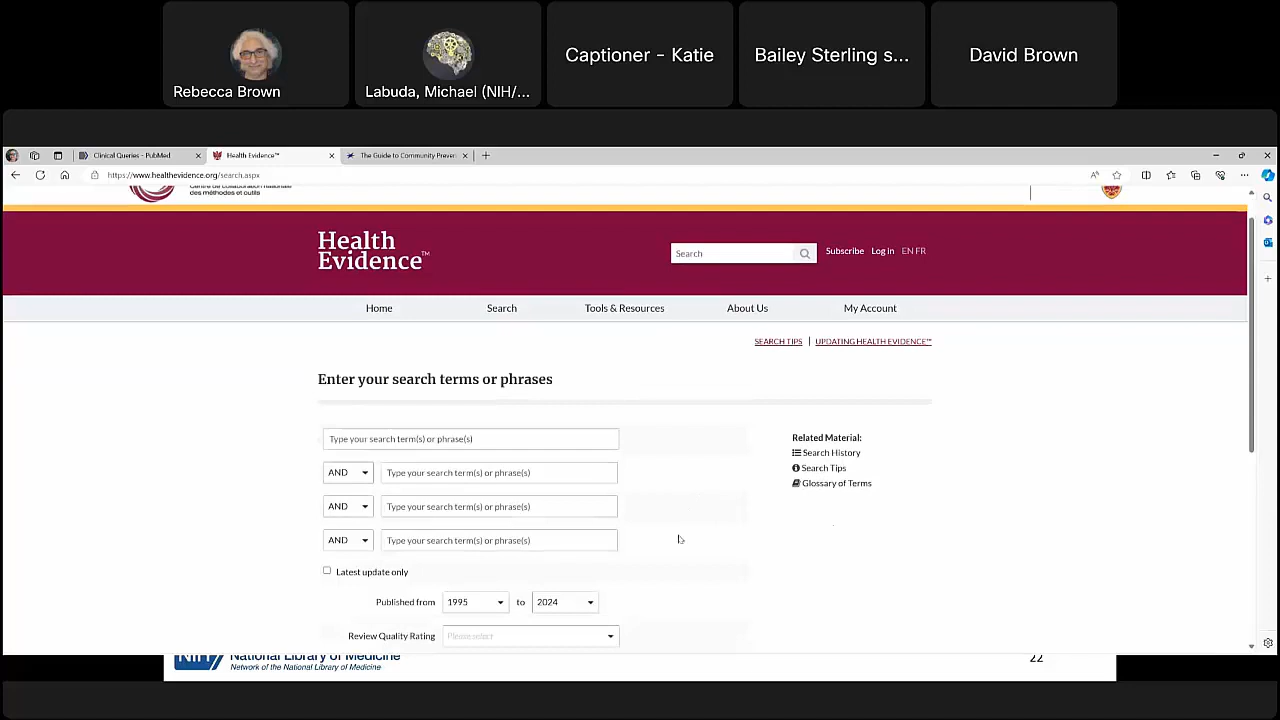 Rebecca Brown
Labuda, Michael (NIH/...
Captioner - Katie
Bailey Sterling s...
David Brown
Clinical Queries - PubMed
Health Evidence™
The Guide to Community Preven
https://www.healthevidence.org/search.aspx
des méthodes et outils
Health
Evidence™
Search
Subscribe Log in EN FR
Home Search Tools & Resources About Us My Account
SEARCH TIPS | UPDATING HEALTH EVIDENCE™
Enter your search terms or phrases
Type your search term(s) or phrase(s)
Related Material:
Search History
AND Type your search term(s) or phrase(s)
Search Tips
Glossary of Terms
AND Type your search term(s) or phrase(s)
AND Type your search term(s) or phrase(s)
Latest update only
Published from 1995 to 2024
Review Quality Rating Please select
NIH National Library of Medicine
Network of the National Library of Medicine
22